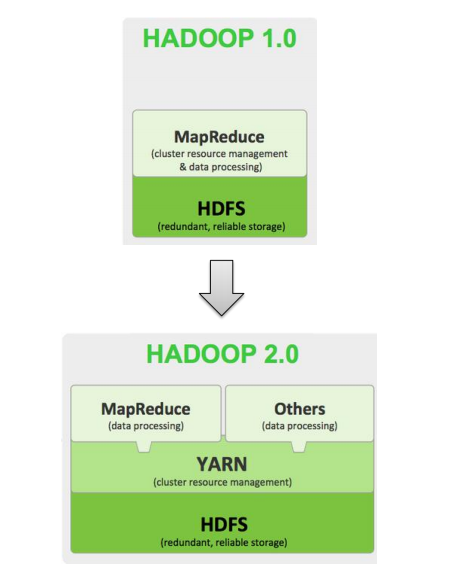 HADOOP 1.0
MapReduce
(cluster resource management
& data processing)
HDFS
(redundant, reliable storage)
HADOOP 2.0
MapReduce
(data processing)
Others
(data processing)
YARN
(cluster resource management)
HDFS
(redundant, reliable storage)